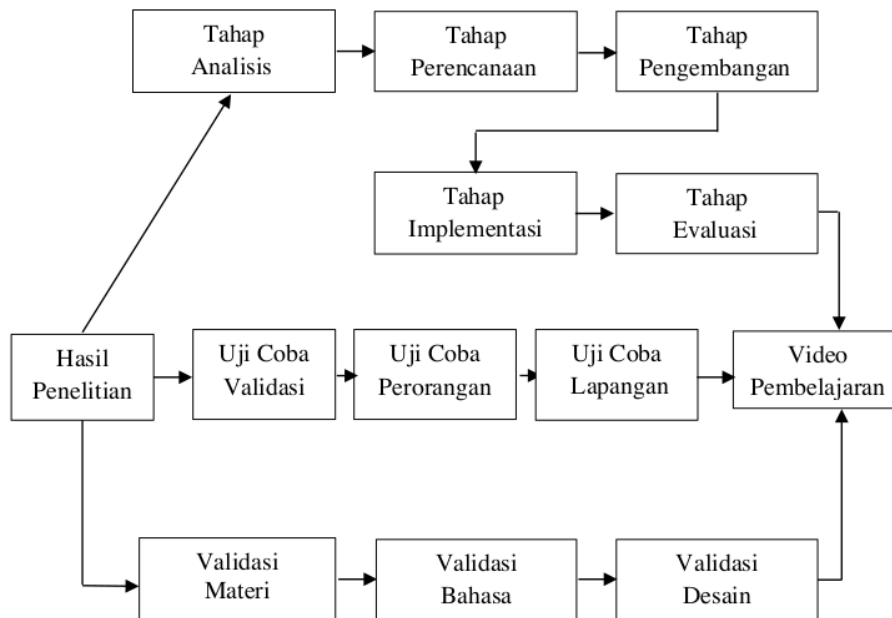 Tahap
Analisis
Tahap
Perencanaan
Tahap
Pengembangan
Tahap
Implementasi
Tahap
Evaluasi
Hasil
Penelitian
Uji Coba
Validasi
Uji Coba
Perorangan
Uji Coba
Lapangan
Video
Pembelajaran
Validasi
Materi
Validasi
Bahasa
Validasi
Desain